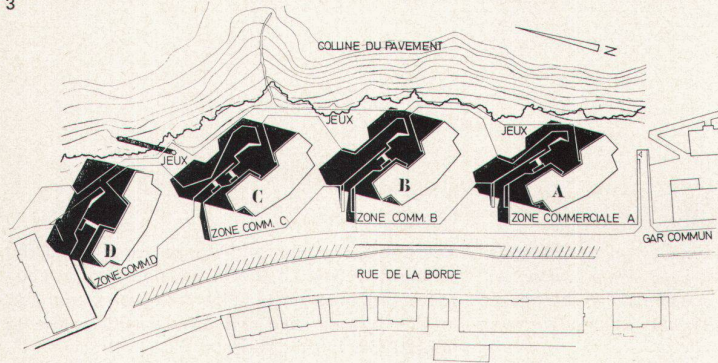 3
COLLINE DU PAVEMENT
N
JEUX
JEUX
JEUX
A
B
C
D
ZONE COMMERCIALE A
ZONE COMM. B
ZONE COMM. C
ZONE COMM.D
GAR COMMUN
RUE DE LA BORDE